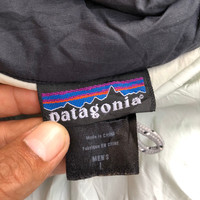 patagonia
Made in CHINA
Fabriqué EN CHINE
MEN'S
L